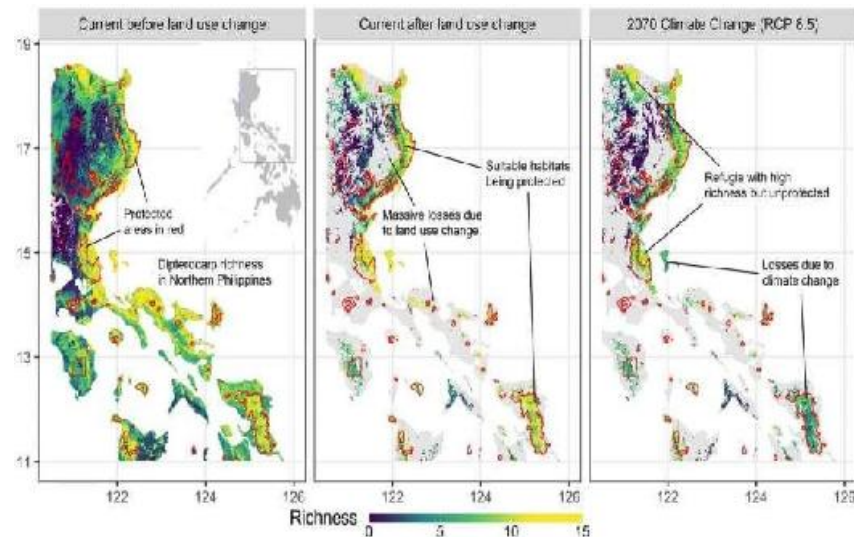 Current before land use change
Current after land use change
2070 Climate Change (RCP 8.5)
19
17
15
13
11
Protected
areas in red
Dipterocarp richness
in Northern Philippines
Suitable habitats
being protected
Massive losses due
to land use change
Refugia with high
richness but unprotected
Losses due to
climate change
122
124
126
122
124
126
122
124
126
Richness
0
5
10
15